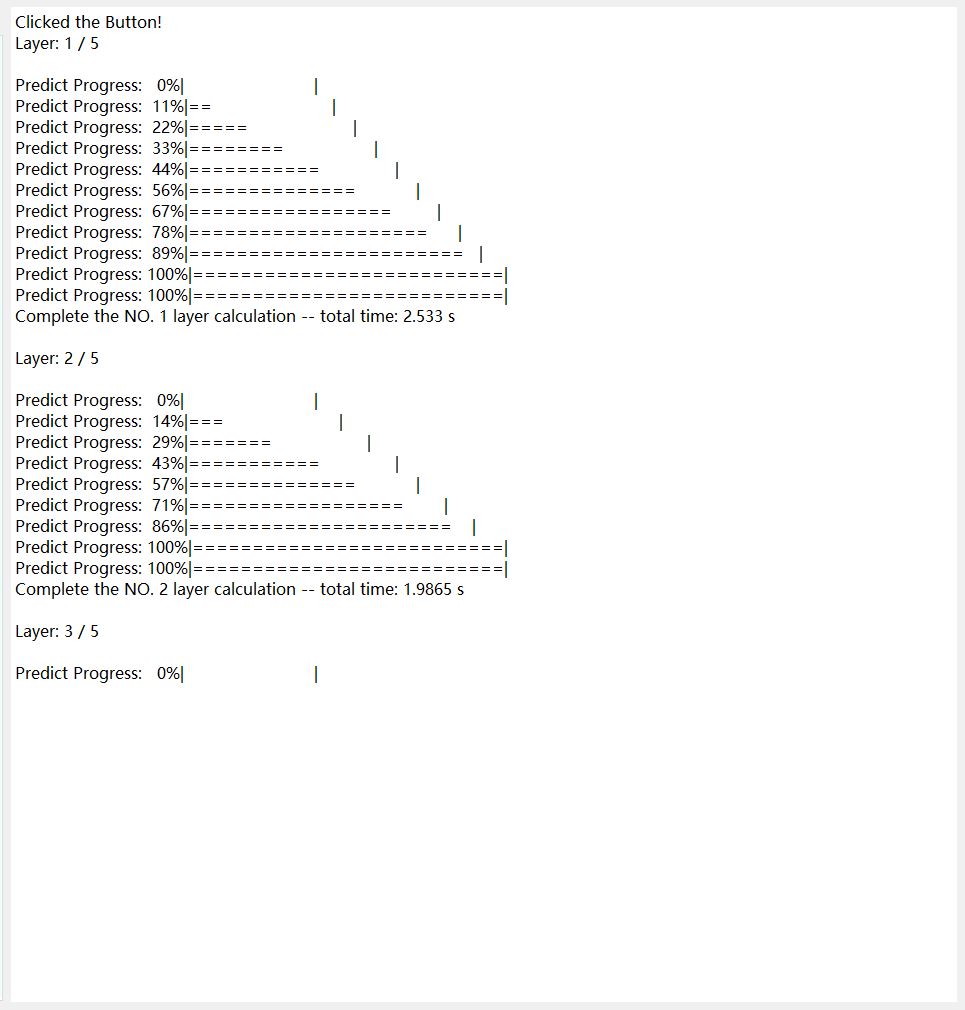 Clicked the Button!
Layer: 1 / 5
Predict Progress:   0%|                          |
Predict Progress:  11%|==                        |
Predict Progress:  22%|=====                     |
Predict Progress:  33%|========                  |
Predict Progress:  44%|===========               |
Predict Progress:  56%|==============            |
Predict Progress:  67%|=================         |
Predict Progress:  78%|====================      |
Predict Progress:  89%|=======================   |
Predict Progress: 100%|==========================|
Predict Progress: 100%|==========================|
Complete the NO. 1 layer calculation -- total time: 2.533 s
Layer: 2 / 5
Predict Progress:   0%|                          |
Predict Progress:  14%|===                       |
Predict Progress:  29%|=======                   |
Predict Progress:  43%|===========               |
Predict Progress:  57%|==============            |
Predict Progress:  71%|==================        |
Predict Progress:  86%|======================    |
Predict Progress: 100%|==========================|
Predict Progress: 100%|==========================|
Complete the NO. 2 layer calculation -- total time: 1.9865 s
Layer: 3 / 5
Predict Progress:   0%|                          |